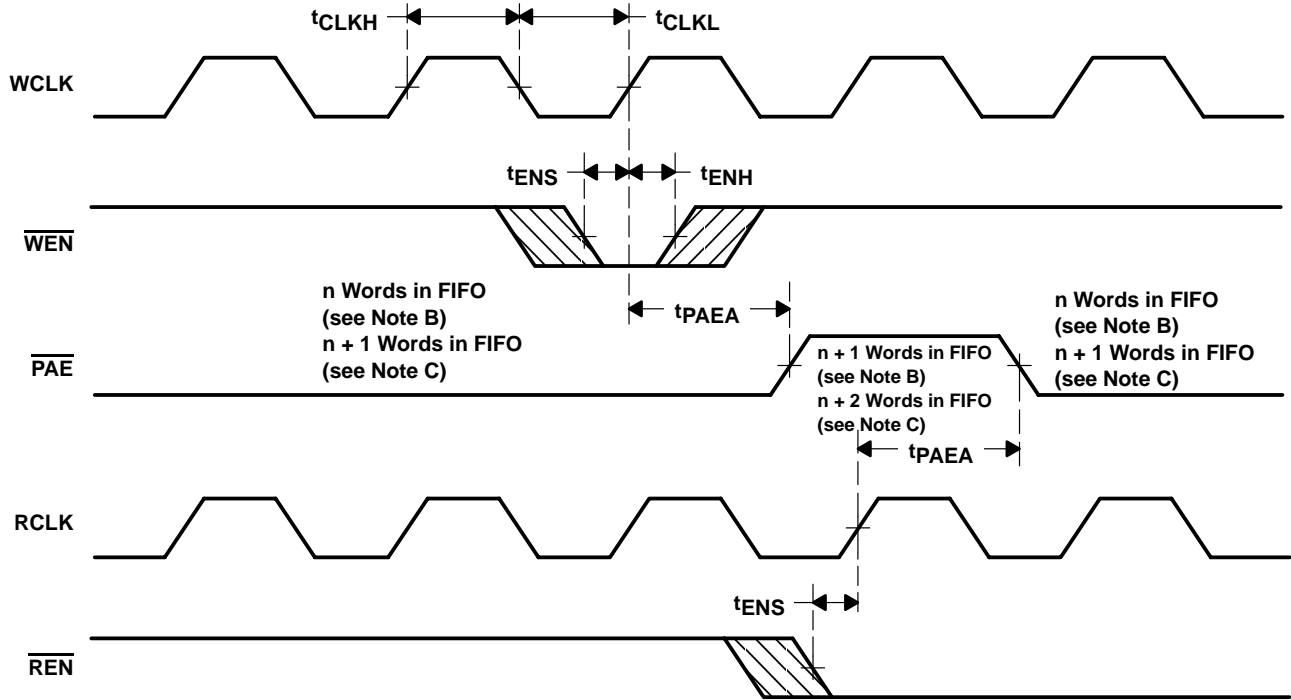 tCLKH
tCLKL
WCLK
tENS
tENH
WEN
n Words in FIFO
(see Note B)
n + 1 Words in FIFO
(see Note C)
tPAEA
n Words in FIFO
(see Note B)
n + 1 Words in FIFO
(see Note C)
PAE
n + 1 Words in FIFO
(see Note B)
n + 2 Words in FIFO
(see Note C)
tPAEA
RCLK
tENS
REN